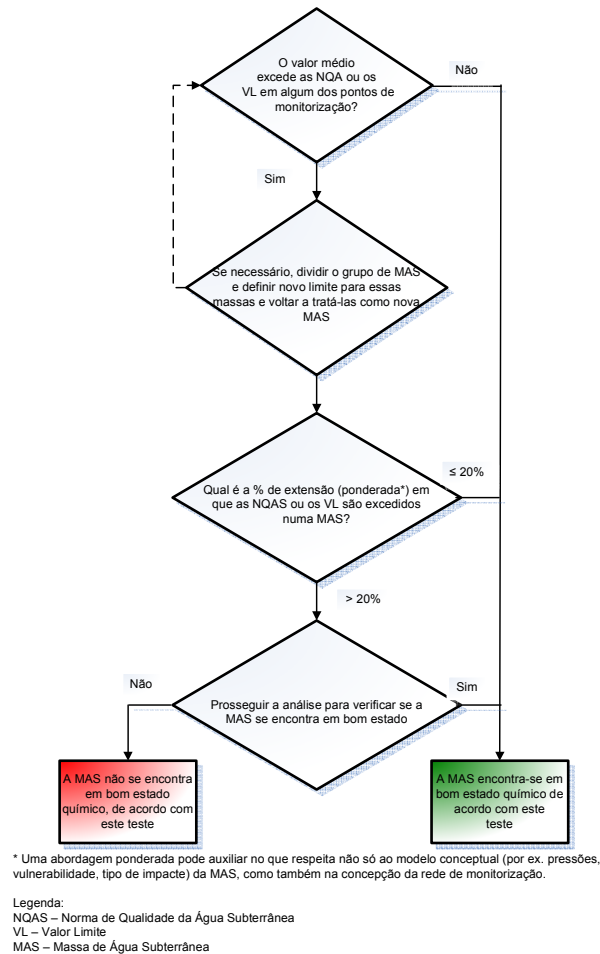 O valor médio
excede as NQA ou os
VL em algum dos pontos de
monitorização?
Não
Sim
Se necessário, dividir o grupo de MAS
e definir novo limite para essas
massas e voltar a tratá-las como nova
MAS
≤ 20%
Qual é a % de extensão (ponderada*) em
que as NQAS ou os VL são excedidos
numa MAS?
> 20%
Não
Sim
Prosseguir a análise para verificar se a
MAS se encontra em bom estado
A MAS não se encontra
em bom estado
químico, de acordo com
este teste
A MAS encontra-se em
bom estado químico de
acordo com este
teste
* Uma abordagem ponderada pode auxiliar no que respeita não só ao modelo conceptual (por ex. pressões,
vulnerabilidade, tipo de impacte) da MAS, como também na concepção da rede de monitorização.
Legenda:
NQAS – Norma de Qualidade da Água Subterrânea
VL – Valor Limite
MAS – Massa de Água Subterrânea